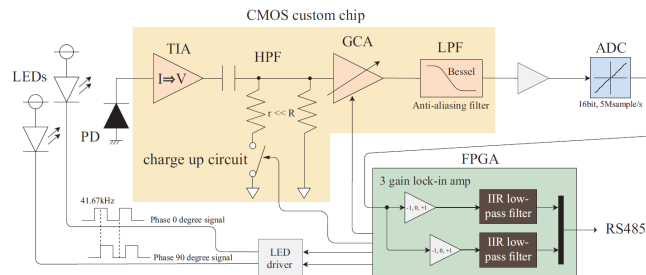 CMOS custom chip
TIA
HPF
GCA
LPF
ADC
LEDs
I⇒V
Bessel
Anti-aliasing filter
16bit, 5Msample/s
PD
r << R
charge up circuit
FPGA
3 gain lock-in amp
41.67kHz
Phase 0 degree signal
-1, 0, +1
IIR low-
pass filter
RS485
Phase 90 degree signal
LED
driver
-1, 0, +1
IIR low-
pass filter